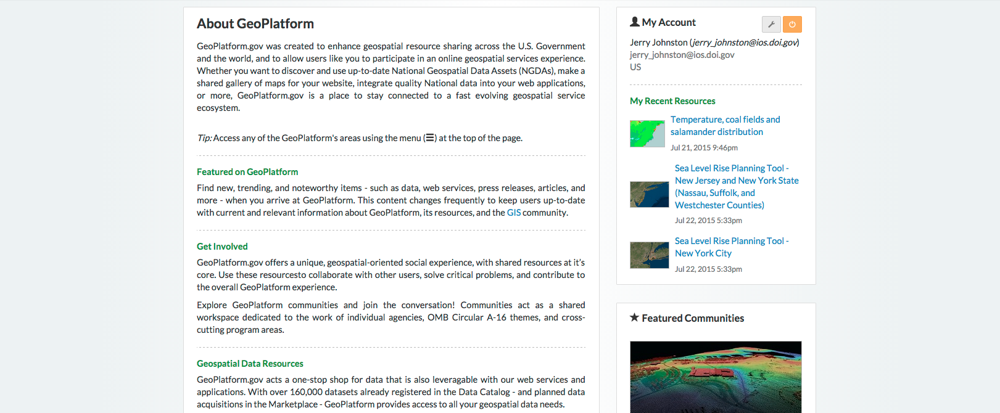 About GeoPlatform
GeoPlatform.gov was created to enhance geospatial resource sharing across the U.S. Government
and the world, and to allow users like you to participate in an online geospatial services experience.
Whether you want to discover and use up-to-date National Geospatial Data Assets (NGDAs), make a
shared gallery of maps for your website, integrate quality National data into your web applications,
or more, GeoPlatform.gov is a place to stay connected to a fast evolving geospatial service
ecosystem.
Tip: Access any of the GeoPlatform's areas using the menu (☰) at the top of the page.
Featured on GeoPlatform
Find new, trending, and noteworthy items - such as data, web services, press releases, articles, and
more - when you arrive at GeoPlatform. This content changes frequently to keep users up-to-date
with current and relevant information about GeoPlatform, its resources, and the GIS community.
Get Involved
GeoPlatform.gov offers a unique, geospatial-oriented social experience, with shared resources at it's
core. Use these resourcesto collaborate with other users, solve critical problems, and contribute to
the overall GeoPlatform experience.
Explore GeoPlatform communities and join the conversation! Communities act as a shared
workspace dedicated to the work of individual agencies, OMB Circular A-16 themes, and cross-
cutting program areas.
Geospatial Data Resources
GeoPlatform.gov acts a one-stop shop for data that is also leveragable with our web services and
applications. With over 160,000 datasets already registered in the Data Catalog - and planned data
acquisitions in the Marketplace - GeoPlatform provides access to all your geospatial data needs.
My Account
Jerry Johnston (jerry_johnston@ios.doi.gov)
jerry_johnston@ios.doi.gov
US
My Recent Resources
Temperature, coal fields and
salamander distribution
Jul 21, 2015 9:46pm
Sea Level Rise Planning Tool -
New Jersey and New York State
(Nassau, Suffolk, and
Westchester Counties)
Jul 22, 2015 5:33pm
Sea Level Rise Planning Tool -
New York City
Jul 22, 2015 5:33pm
Featured Communities